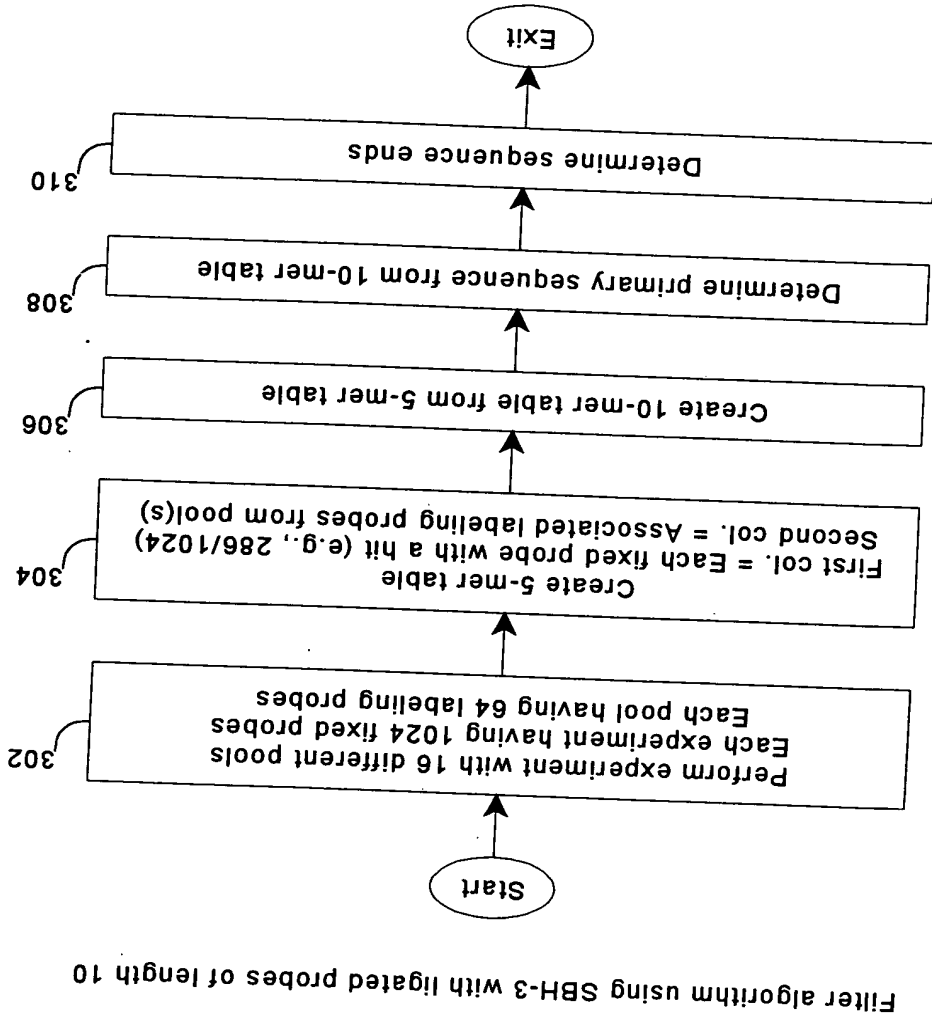 Filter algorithm using SBH-3 with ligated probes of length 10
Start
Perform experiment with 16 different pools
Each experiment having 1024 fixed probes
Each pool having 64 labeling probes
302
Create 5-mer table
First col. = Each fixed probe with a hit (e.g., 286/1024)
Second col. = Associated labeling probes from pool(s)
304
Create 10-mer table from 5-mer table
306
Determine primary sequence from 10-mer table
308
Determine sequence ends
310
Exit